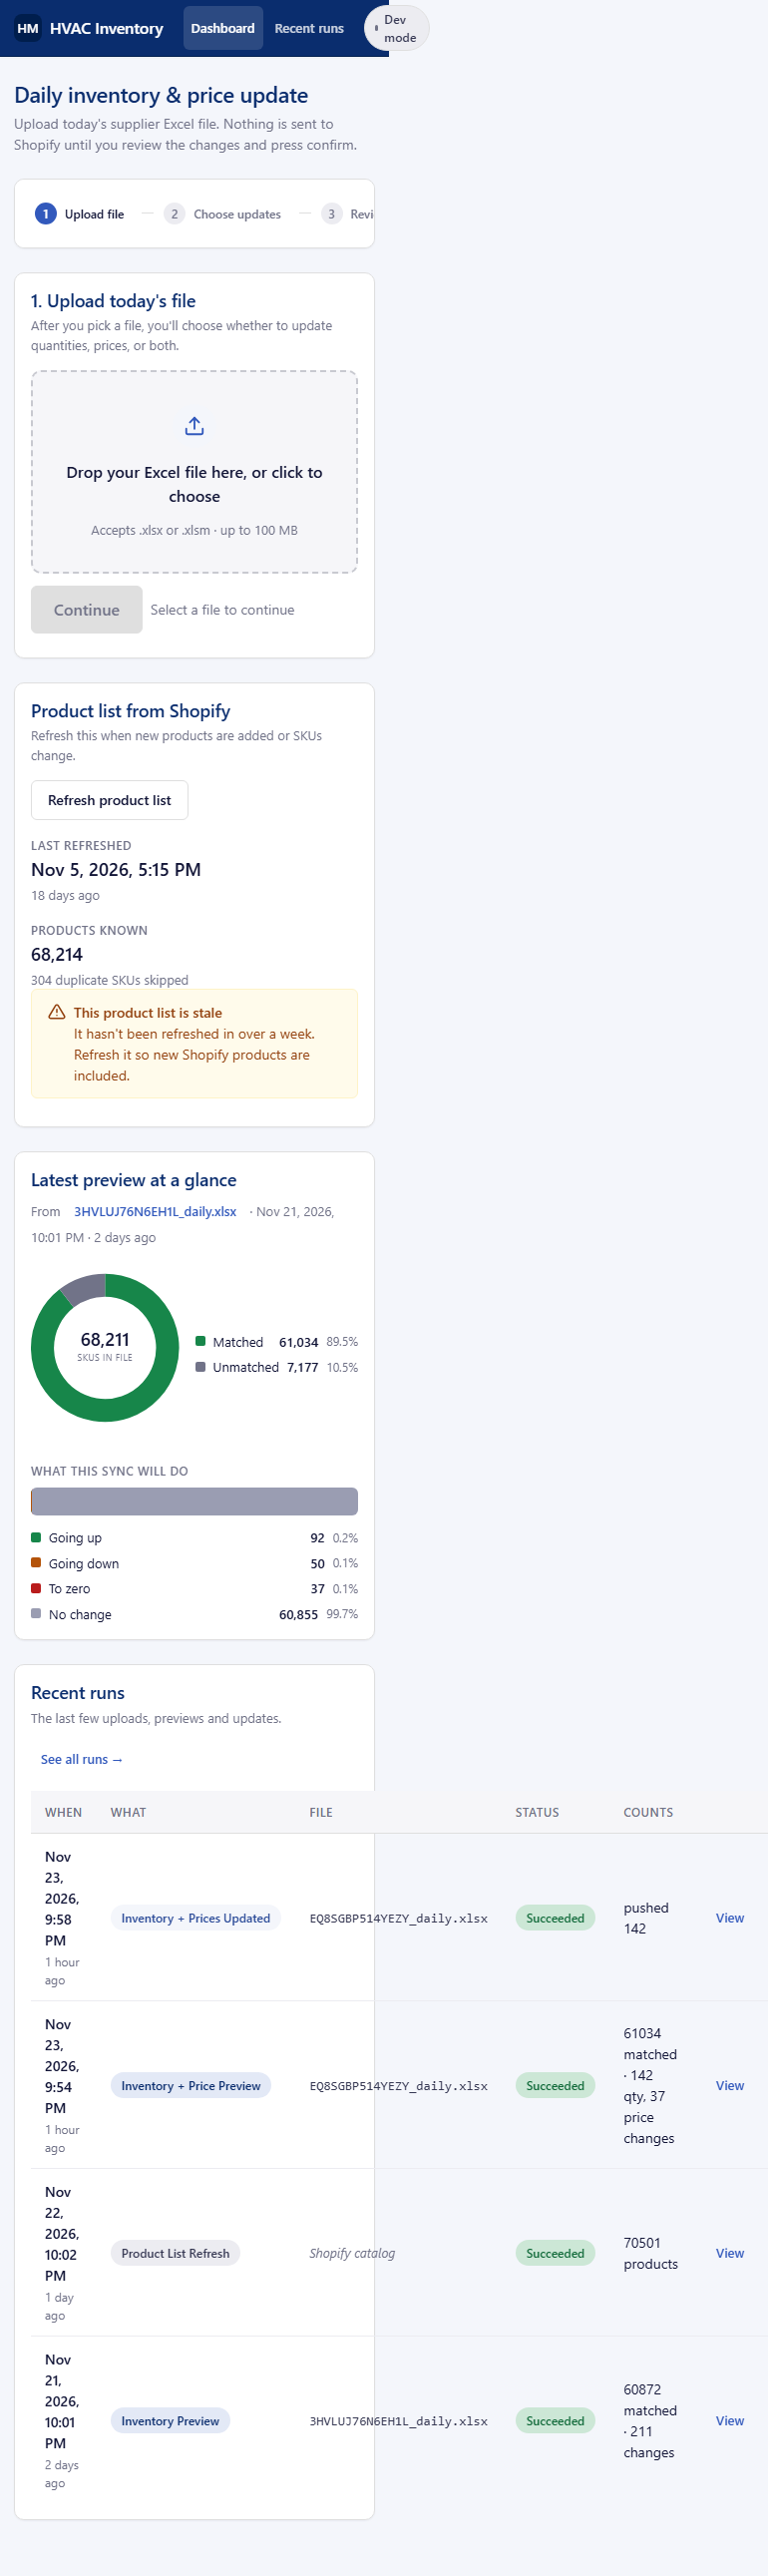 HM HVAC Inventory Dashboard Recent runs Dev mode
Daily inventory & price update
Upload today's supplier Excel file. Nothing is sent to
Shopify until you review the changes and press confirm.
1 Upload file 2 Choose updates 3 Revi
1. Upload today's file
After you pick a file, you'll choose whether to update
quantities, prices, or both.
Drop your Excel file here, or click to
choose
Accepts .xlsx or .xlsm · up to 100 MB
Continue Select a file to continue
Product list from Shopify
Refresh this when new products are added or SKUs
change.
Refresh product list
LAST REFRESHED
Nov 5, 2026, 5:15 PM
18 days ago
PRODUCTS KNOWN
68,214
304 duplicate SKUs skipped
This product list is stale
It hasn't been refreshed in over a week.
Refresh it so new Shopify products are
included.
Latest preview at a glance
From 3HVLUJ76N6EH1L_daily.xlsx · Nov 21, 2026,
10:01 PM · 2 days ago
68,211
SKUS IN FILE
Matched 61,034 89.5%
Unmatched 7,177 10.5%
WHAT THIS SYNC WILL DO
Going up 92 0.2%
Going down 50 0.1%
To zero 37 0.1%
No change 60,855 99.7%
Recent runs
The last few uploads, previews and updates.
See all runs →
WHEN WHAT FILE STATUS COUNTS
Nov
23,
2026,
9:58
PM
1 hour
ago
Inventory + Prices Updated
EQ8SGBP514YEZY_daily.xlsx
Succeeded
pushed
142
View
Nov
23,
2026,
9:54
PM
1 hour
ago
Inventory + Price Preview
EQ8SGBP514YEZY_daily.xlsx
Succeeded
61034
matched
· 142
qty, 37
price
changes
View
Nov
22,
2026,
10:02
PM
1 day
ago
Product List Refresh
Shopify catalog
Succeeded
70501
products
View
Nov
21,
2026,
10:01
PM
2 days
ago
Inventory Preview
3HVLUJ76N6EH1L_daily.xlsx
Succeeded
60872
matched
· 211
changes
View